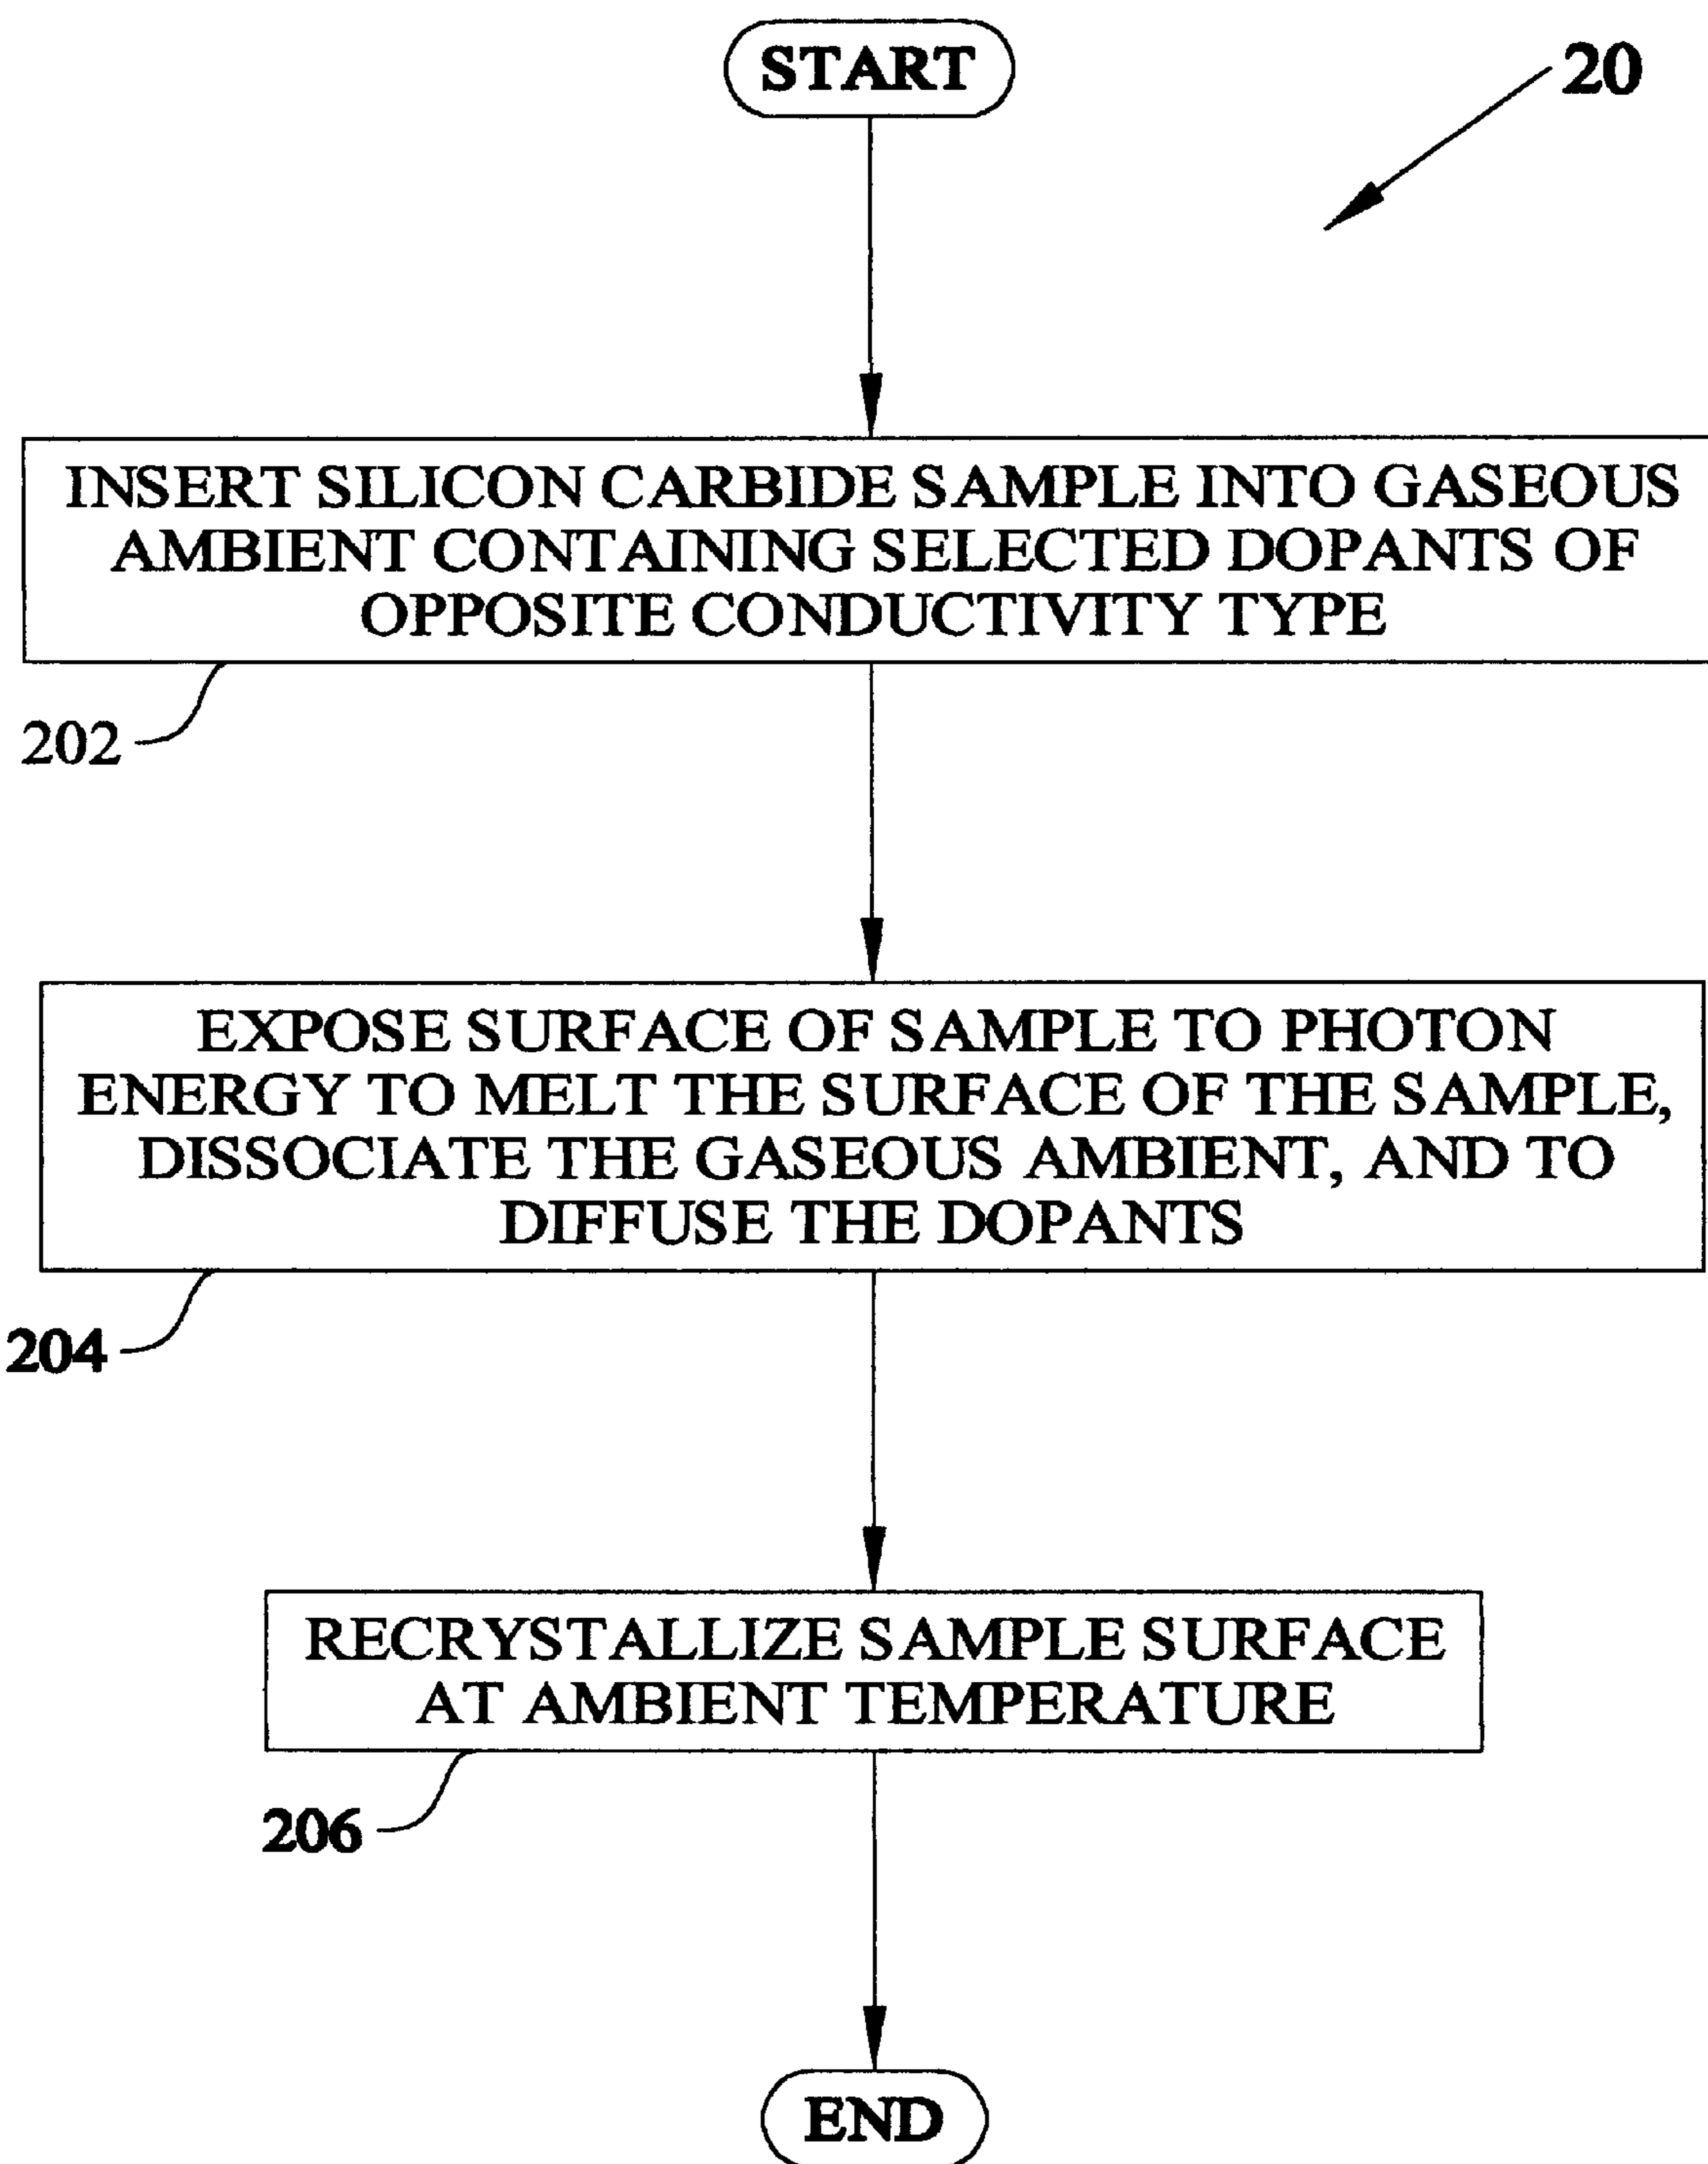 START
20
INSERT SILICON CARBIDE SAMPLE INTO GASEOUS
AMBIENT CONTAINING SELECTED DOPANTS OF
OPPOSITE CONDUCTIVITY TYPE
202
EXPOSE SURFACE OF SAMPLE TO PHOTON
ENERGY TO MELT THE SURFACE OF THE SAMPLE,
DISSOCIATE THE GASEOUS AMBIENT, AND TO
DIFFUSE THE DOPANTS
204
RECRYSTALLIZE SAMPLE SURFACE
AT AMBIENT TEMPERATURE
206
END